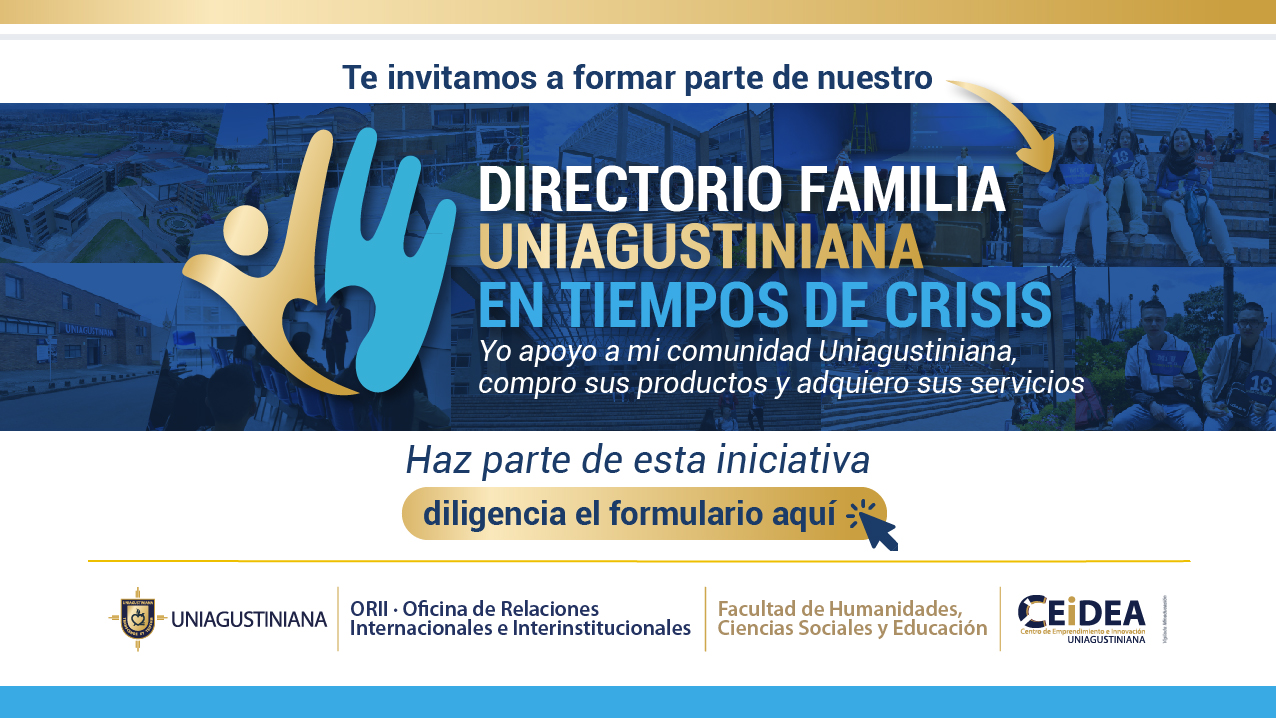 Te invitamos a formar parte de nuestro
DIRECTORIO FAMILIA
UNIAGUSTINIANA
EN TIEMPOS DE CRISIS
Yo apoyo a mi comunidad Uniagustiniana,
compro sus productos y adquiero sus servicios
UNIAGUSTINIANA
Haz parte de esta iniciativa
diligencia el formulario aquí
UNIAGUSTINIANA
ORII · Oficina de Relaciones
Internacionales e Interinstitucionales
Facultad de Humanidades,
Ciencias Sociales y Educación
CEiDEA
Centro de Emprendimiento e Innovación
UNIAGUSTINIANA